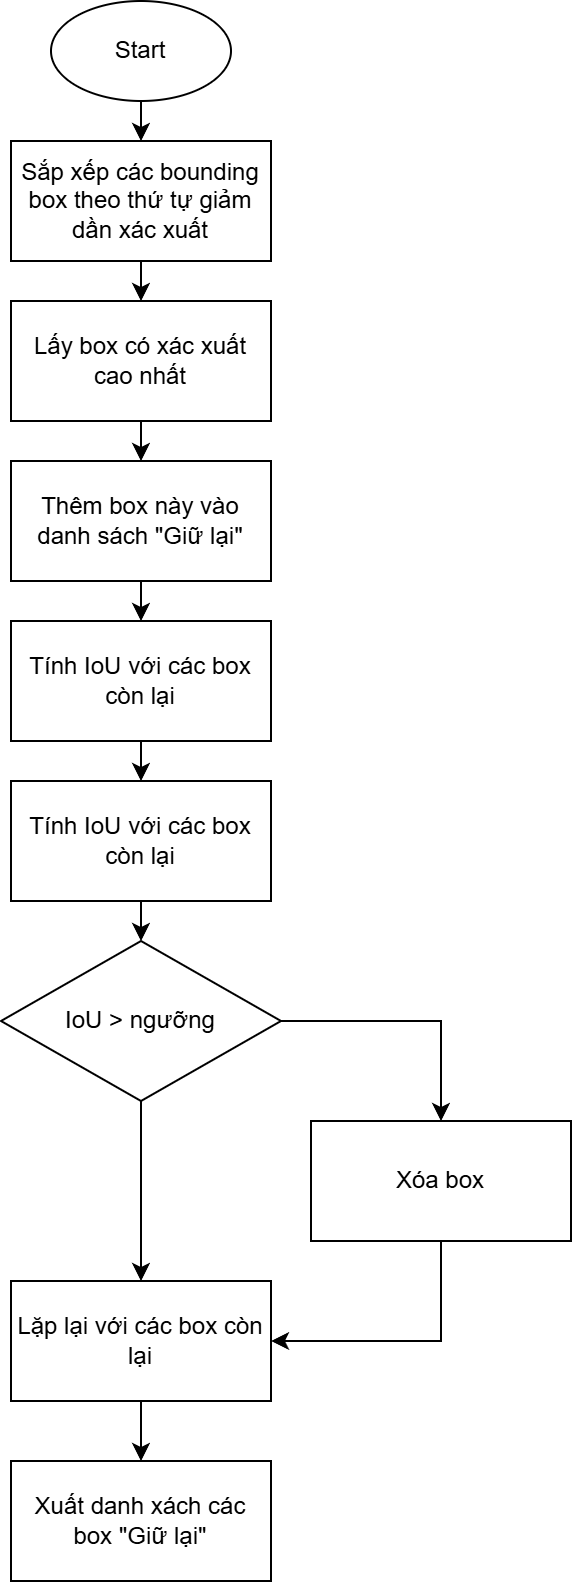 Start
Sắp xếp các bounding
box theo thứ tự giảm
dần xác xuất
Lấy box có xác xuất
cao nhất
Thêm box này vào
danh sách "Giữ lại"
Tính IoU với các box
còn lại
Tính IoU với các box
còn lại
IoU > ngưỡng
Xóa box
Lặp lại với các box còn
lại
Xuất danh xách các
box "Giữ lại"